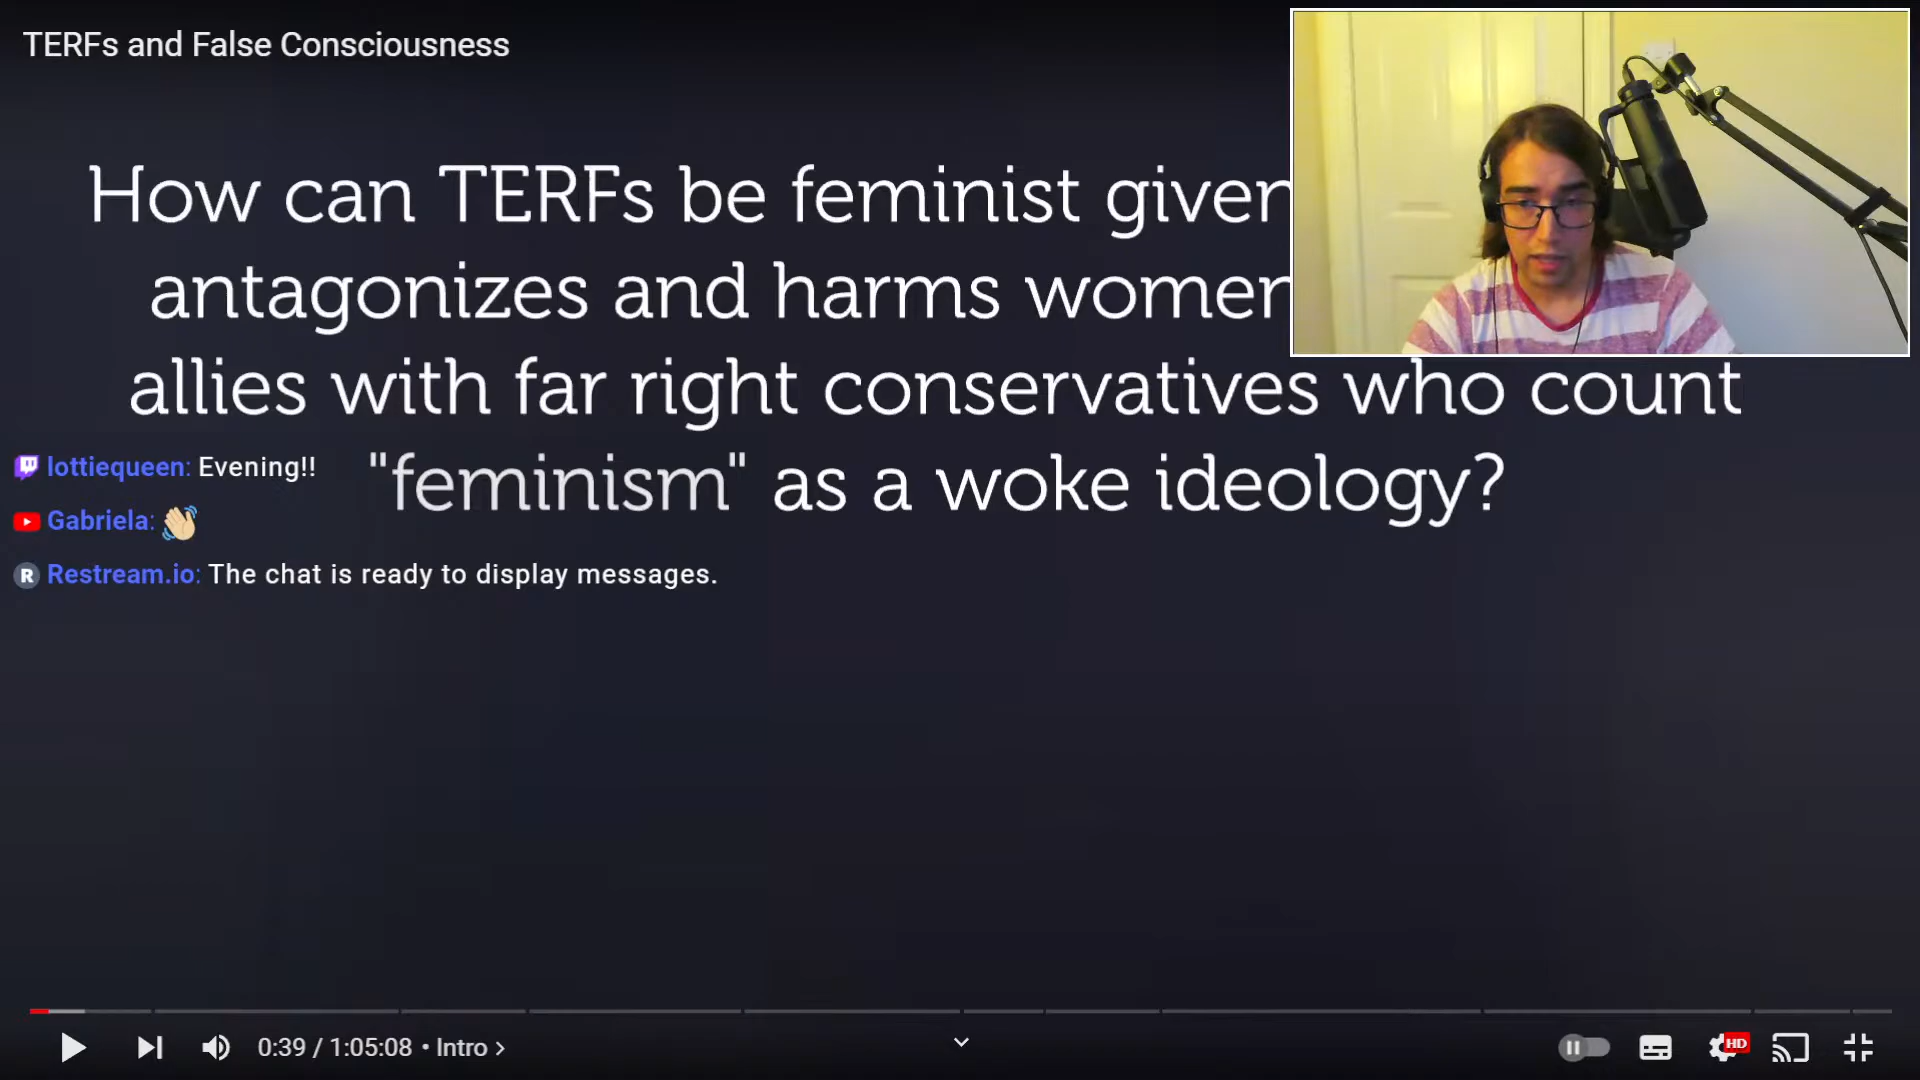 TERFs and False Consciousness
How can TERFs be feminist given
antagonizes and harms women
allies with far right conservatives who count
"feminism" as a woke ideology?
lottiequeen: Evening!!
Gabriela: 👋🏼
R Restream.io: The chat is ready to display messages.
0:39 / 1:05:08 • Intro >
HD